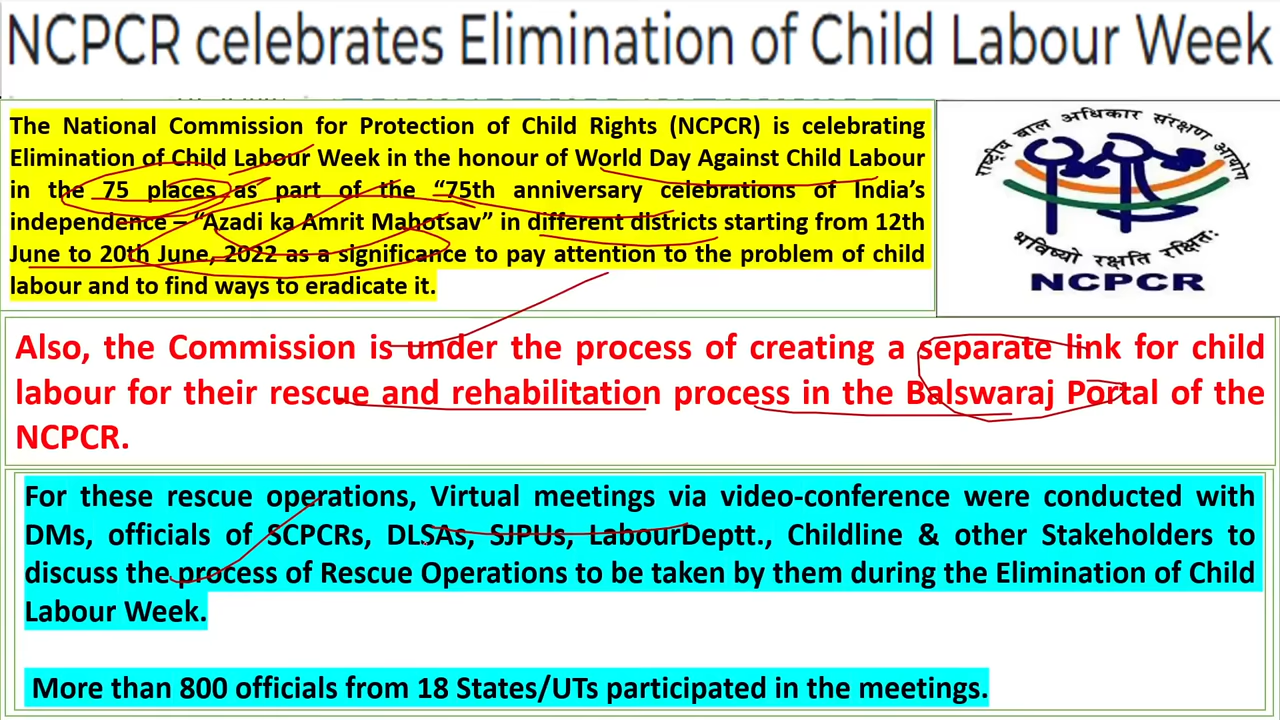 NCPCR celebrates Elimination of Child Labour Week
The National Commission for Protection of Child Rights (NCPCR) is celebrating
Elimination of Child Labour Week in the honour of World Day Against Child Labour
in the 75 places as part of the “75th anniversary celebrations of India’s
independence – “Azadi ka Amrit Mahotsav” in different districts starting from 12th
June to 20th June, 2022 as a significance to pay attention to the problem of child
labour and to find ways to eradicate it.
राष्ट्रीय बाल अधिकार संरक्षण आयोग
भविष्यो रक्षति रक्षित:
NCPCR
Also, the Commission is under the process of creating a separate link for child
labour for their rescue and rehabilitation process in the Balswaraj Portal of the
NCPCR.
For these rescue operations, Virtual meetings via video-conference were conducted with
DMs, officials of SCPCRs, DLSAs, SJPUs, LabourDeptt., Childline & other Stakeholders to
discuss the process of Rescue Operations to be taken by them during the Elimination of Child
Labour Week.
More than 800 officials from 18 States/UTs participated in the meetings.